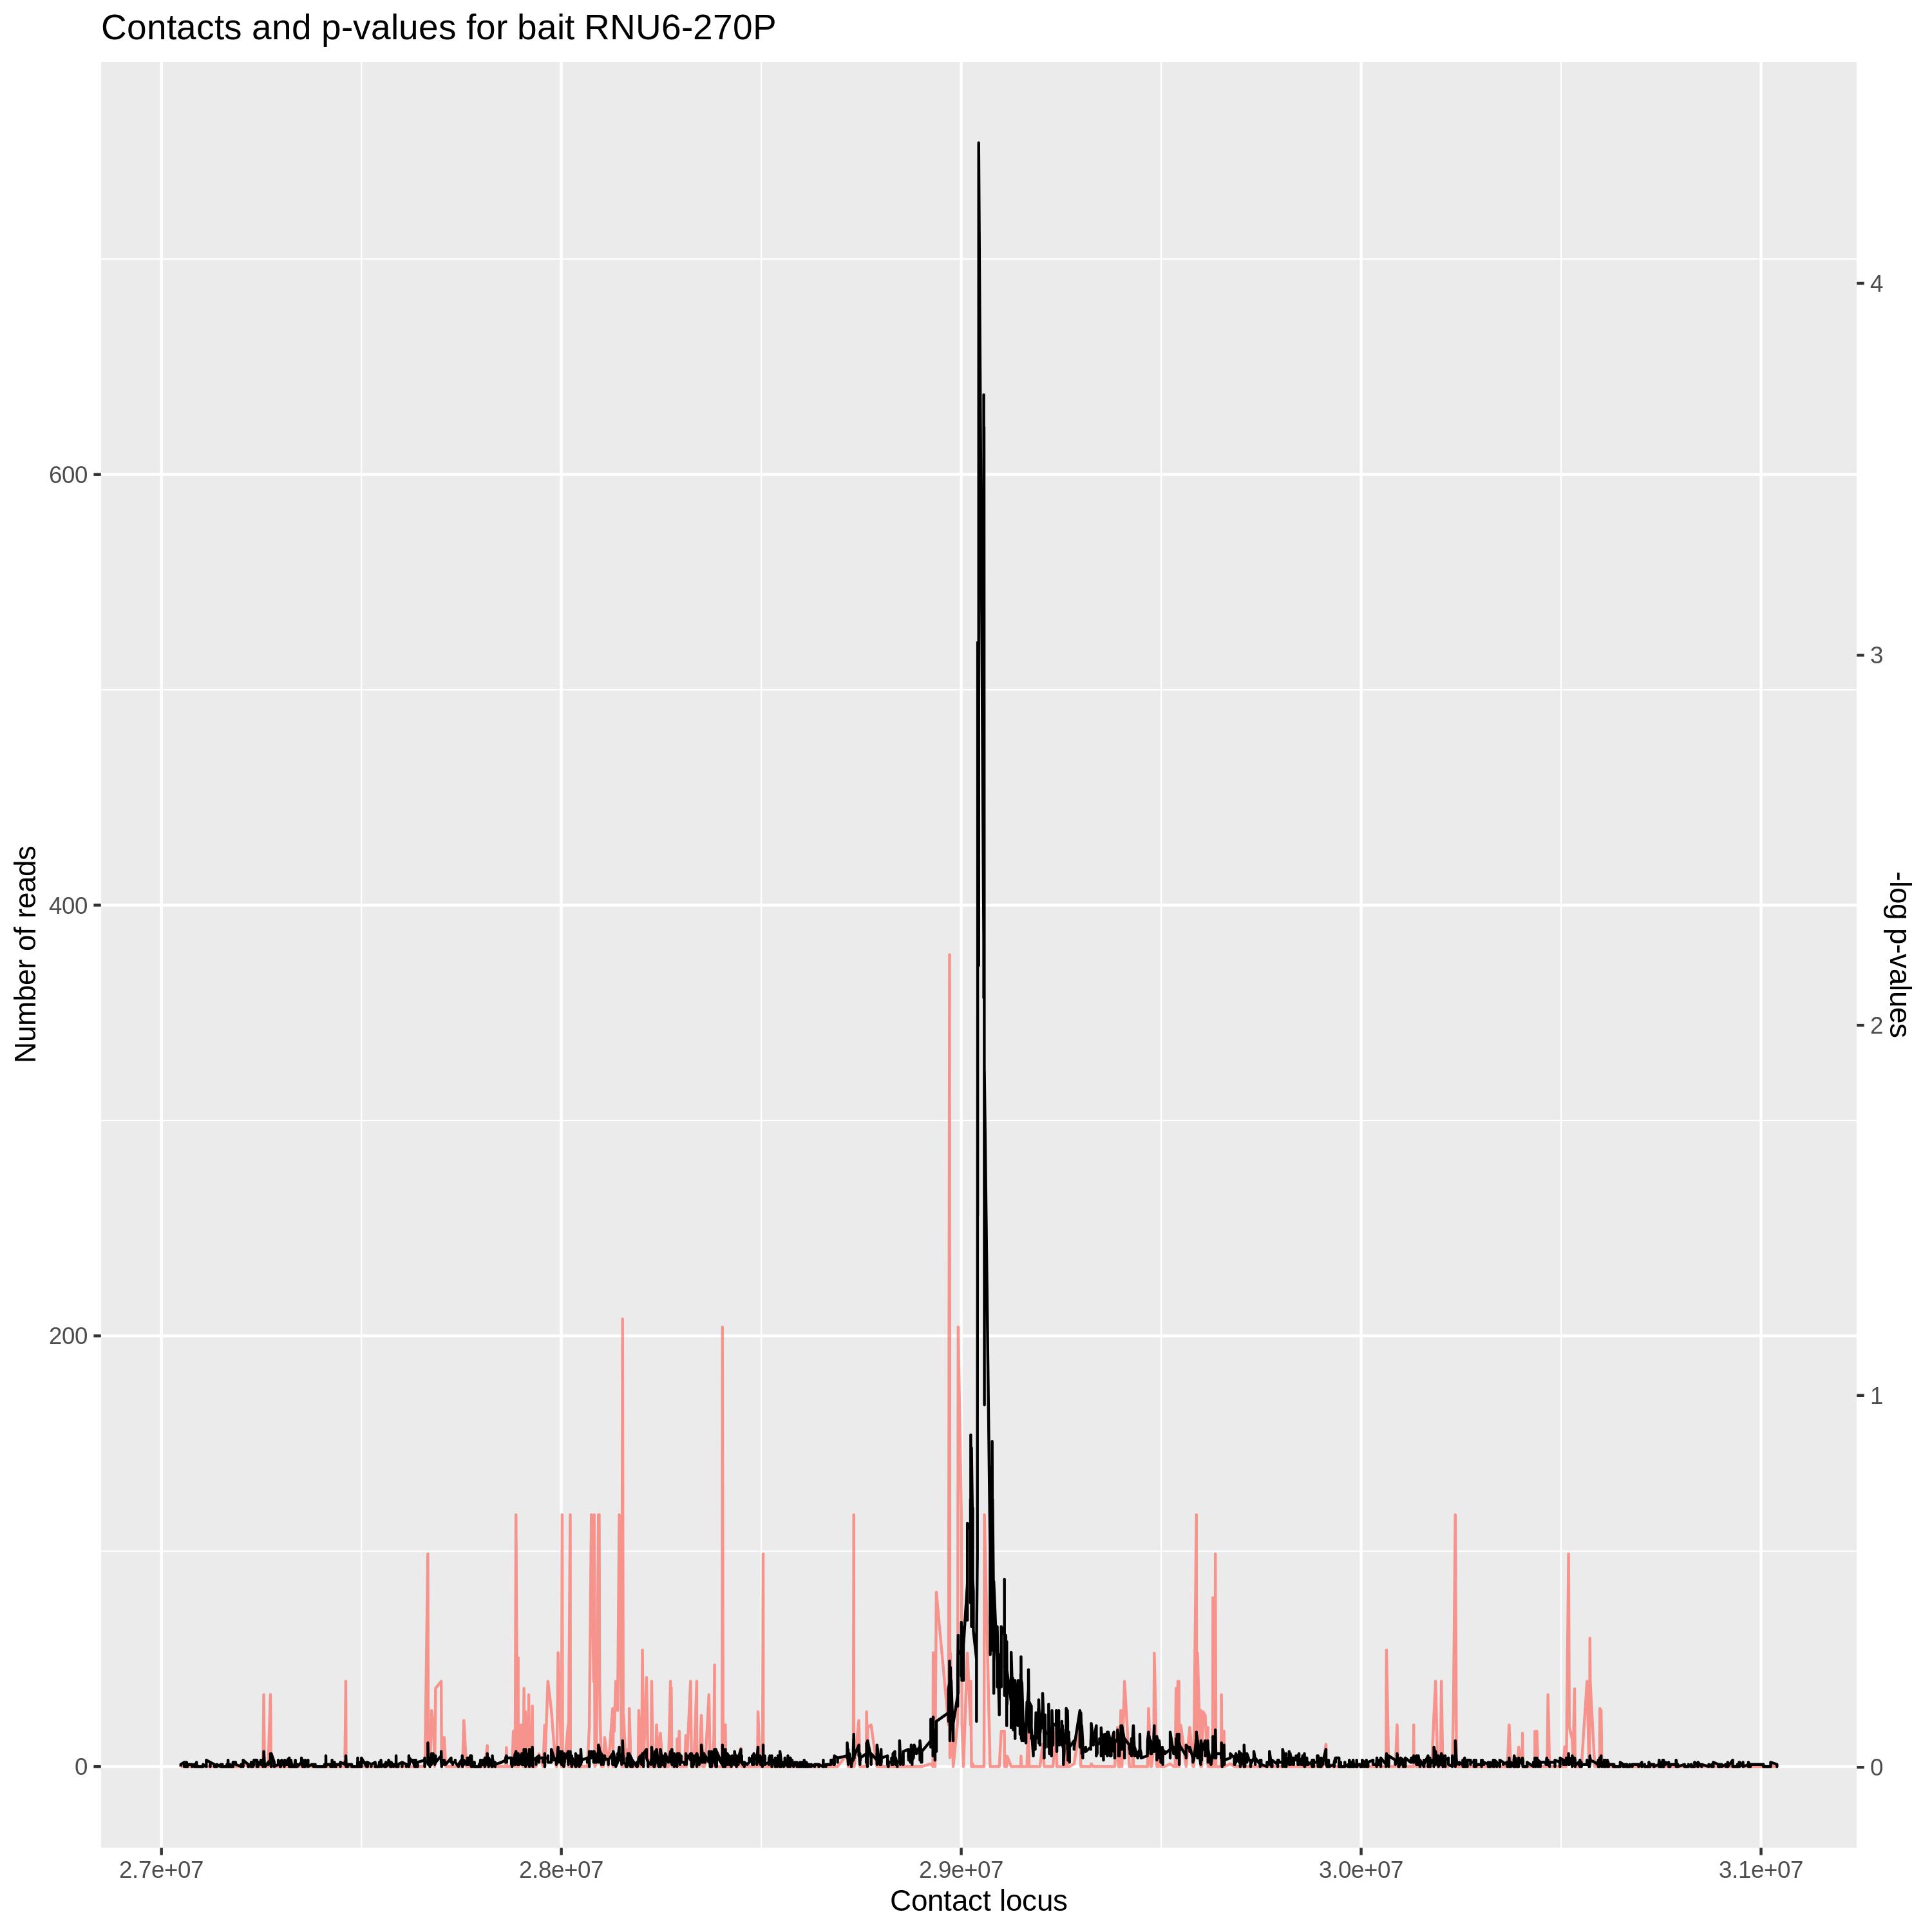 Contacts and p-values for bait RNU6-270P
Number of reads
600
400
200
0
4
3
2
1
0
-log p-values
2.7e+07 2.8e+07 2.9e+07 3.0e+07 3.1e+07
Contact locus